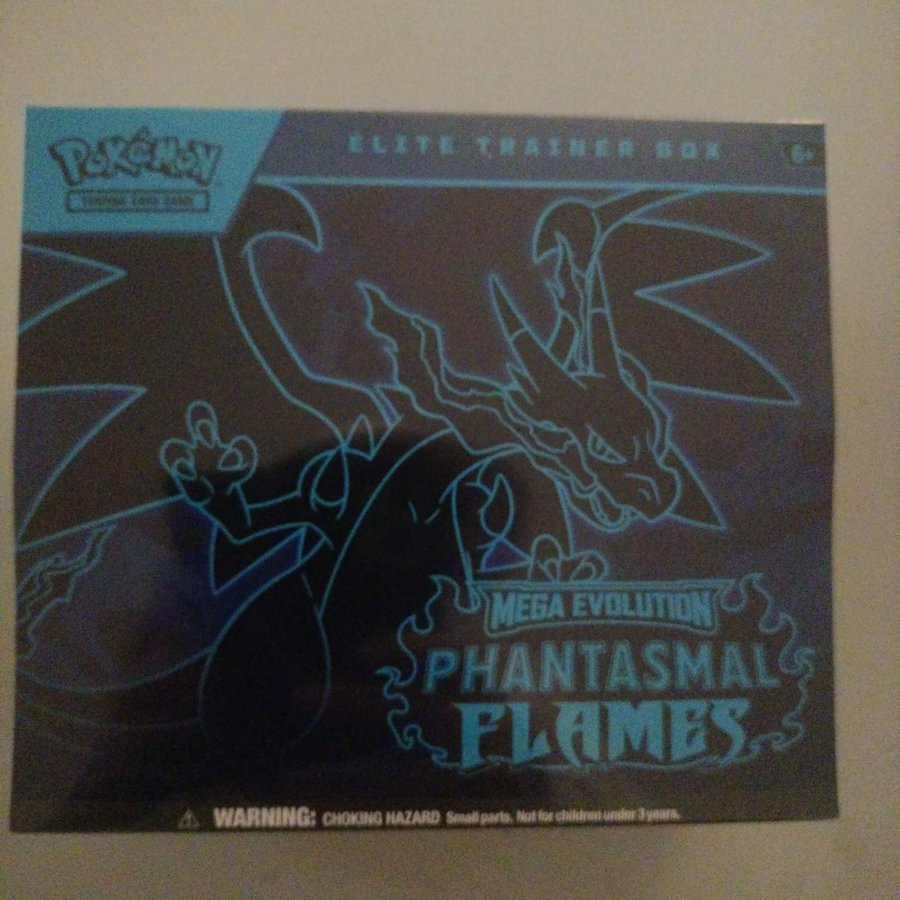 POKéMON
TRADING CARD GAME
ELITE TRAINER BOX
6+
MEGA EVOLUTION
PHANTASMAL
FLAMES
WARNING: CHOKING HAZARD Small parts. Not for children under 3 years.